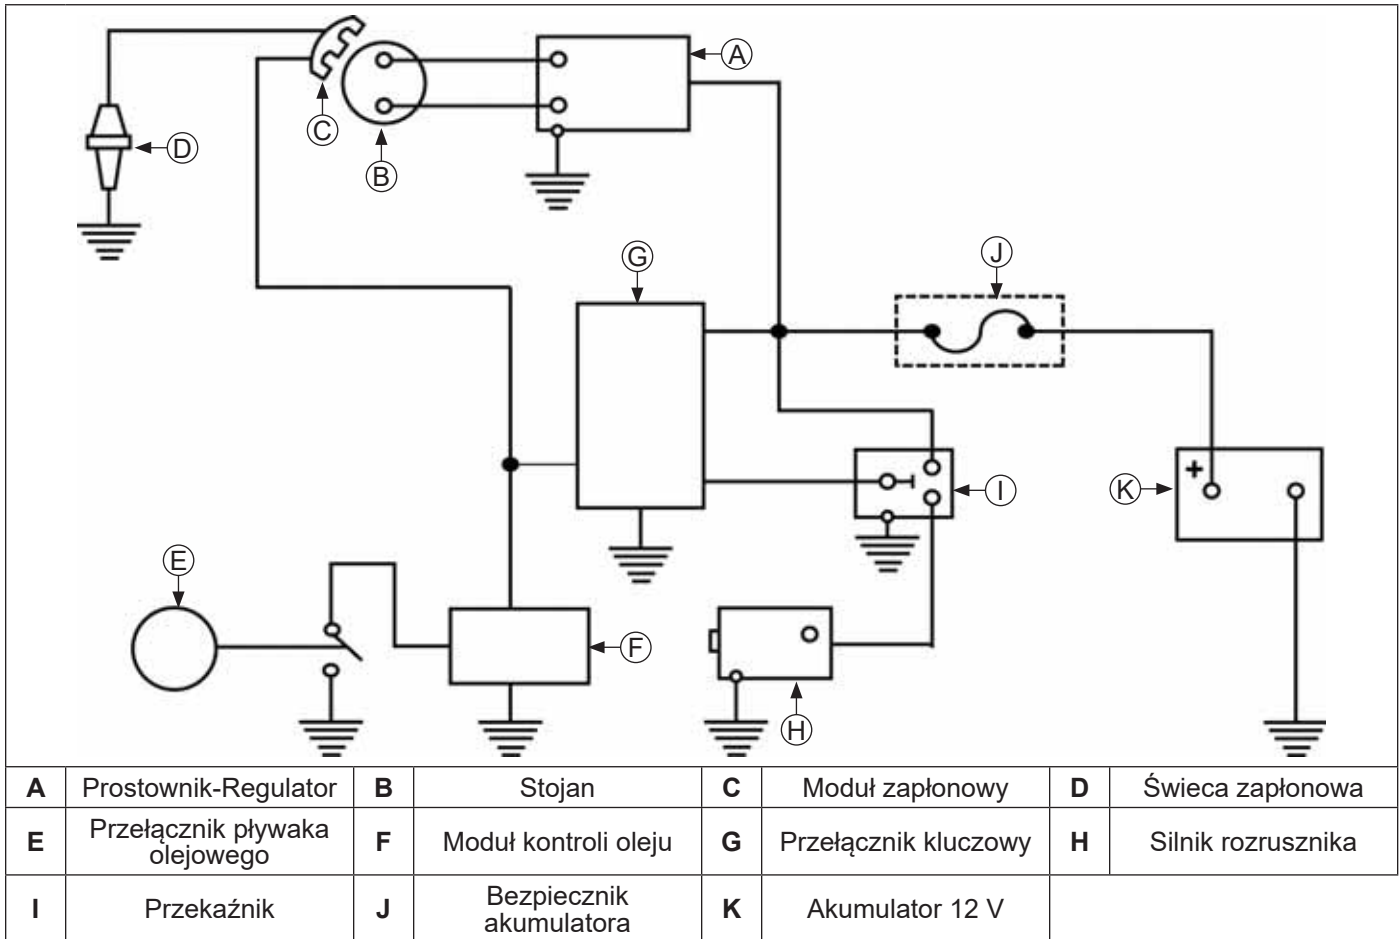 A
C
B
D
G
J
+
K
I
E
F
H
A Prostownik-Regulator B Stojan C Moduł zapłonowy D Świeca zapłonowa
E Przełącznik pływaka olejowego F Moduł kontroli oleju G Przełącznik kluczowy H Silnik rozrusznika
I Przekaźnik J Bezpiecznik akumulatora K Akumulator 12 V